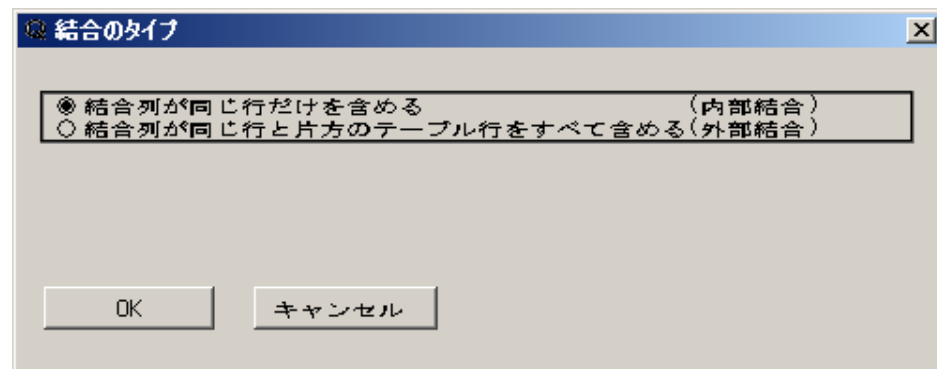 結合のタイプ
結合列が同じ行だけを含める (内部結合)
結合列が同じ行と片方のテーブル行をすべて含める(外部結合)
OK キャンセル